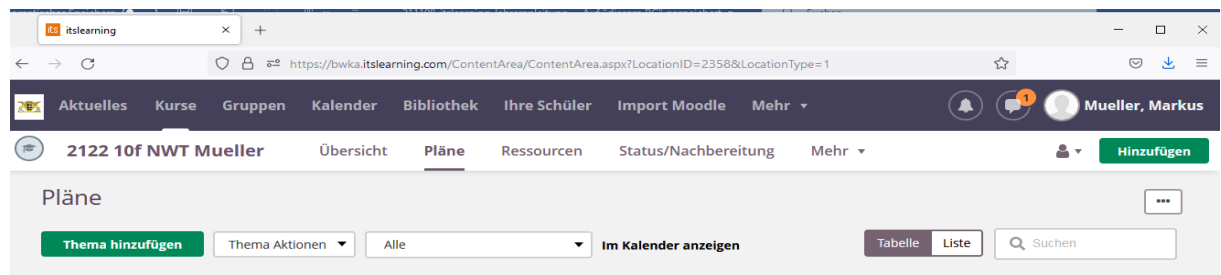 its itslearning
https://bwka.itslearning.com/ContentArea/ContentArea.aspx?LocationID=2358&LocationType=1
Aktuelles Kurse Gruppen Kalender Bibliothek Ihre Schüler Import Moodle Mehr 1 Mueller, Markus
2122 10f NWT Mueller Übersicht Pläne Ressourcen Status/Nachbereitung Mehr Hinzufügen
Pläne
Thema hinzufügen Thema Aktionen Alle Im Kalender anzeigen Tabelle Liste Suchen